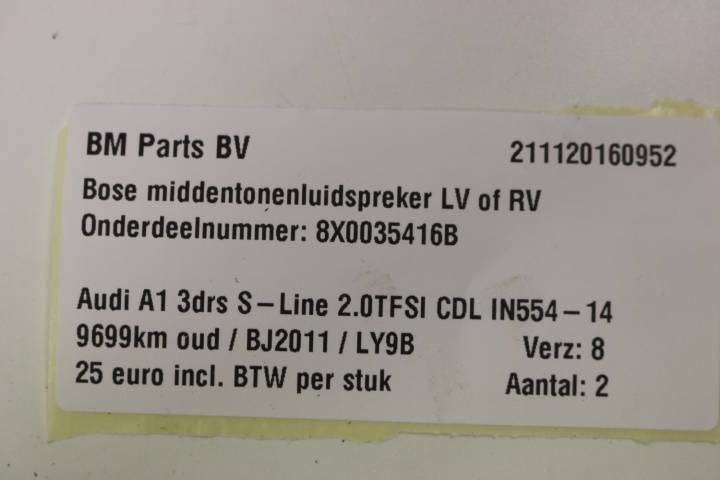 BM Parts BV 211120160952
Bose middentonenluidspreker LV of RV
Onderdeelnummer: 8X0035416B
Audi A1 3drs S-Line 2.0TFSI CDL IN554-14
9699km oud / BJ2011 / LY9B Verz: 8
25 euro incl. BTW per stuk Aantal: 2